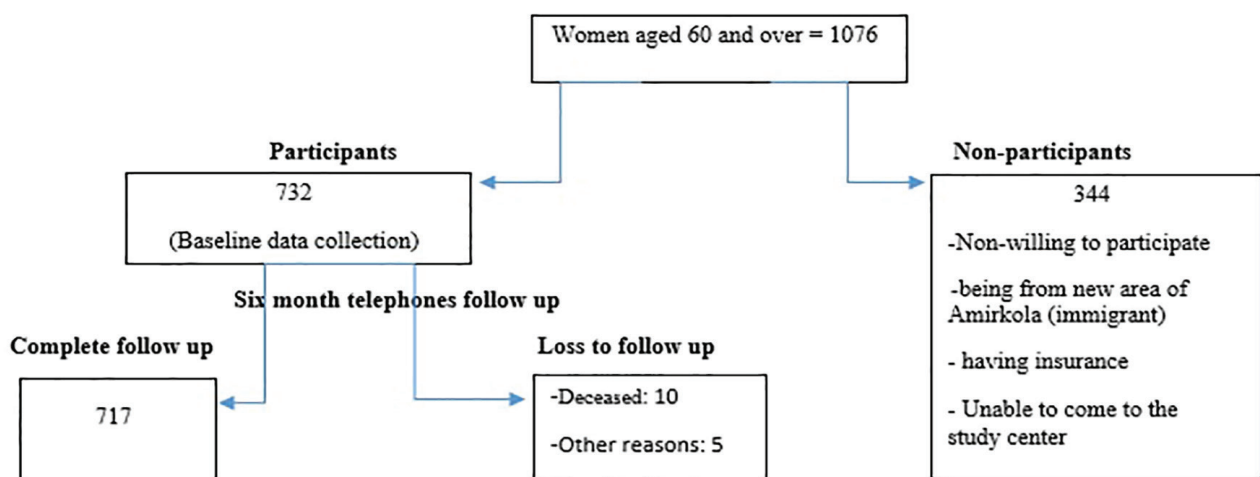 Women aged 60 and over = 1076
Participants
732
(Baseline data collection)
Non-participants
344
-Non-willing to participate
-being from new area of
Amirkola (immigrant)
- having insurance
- Unable to come to the
study center
Six month telephones follow up
Complete follow up
717
Loss to follow up
-Deceased: 10
-Other reasons: 5